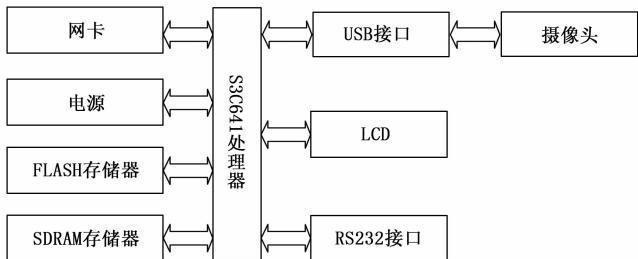 网卡
电源
FLASH存储器
SDRAM存储器
S3C641处理器
USB接口
摄像头
LCD
RS232接口